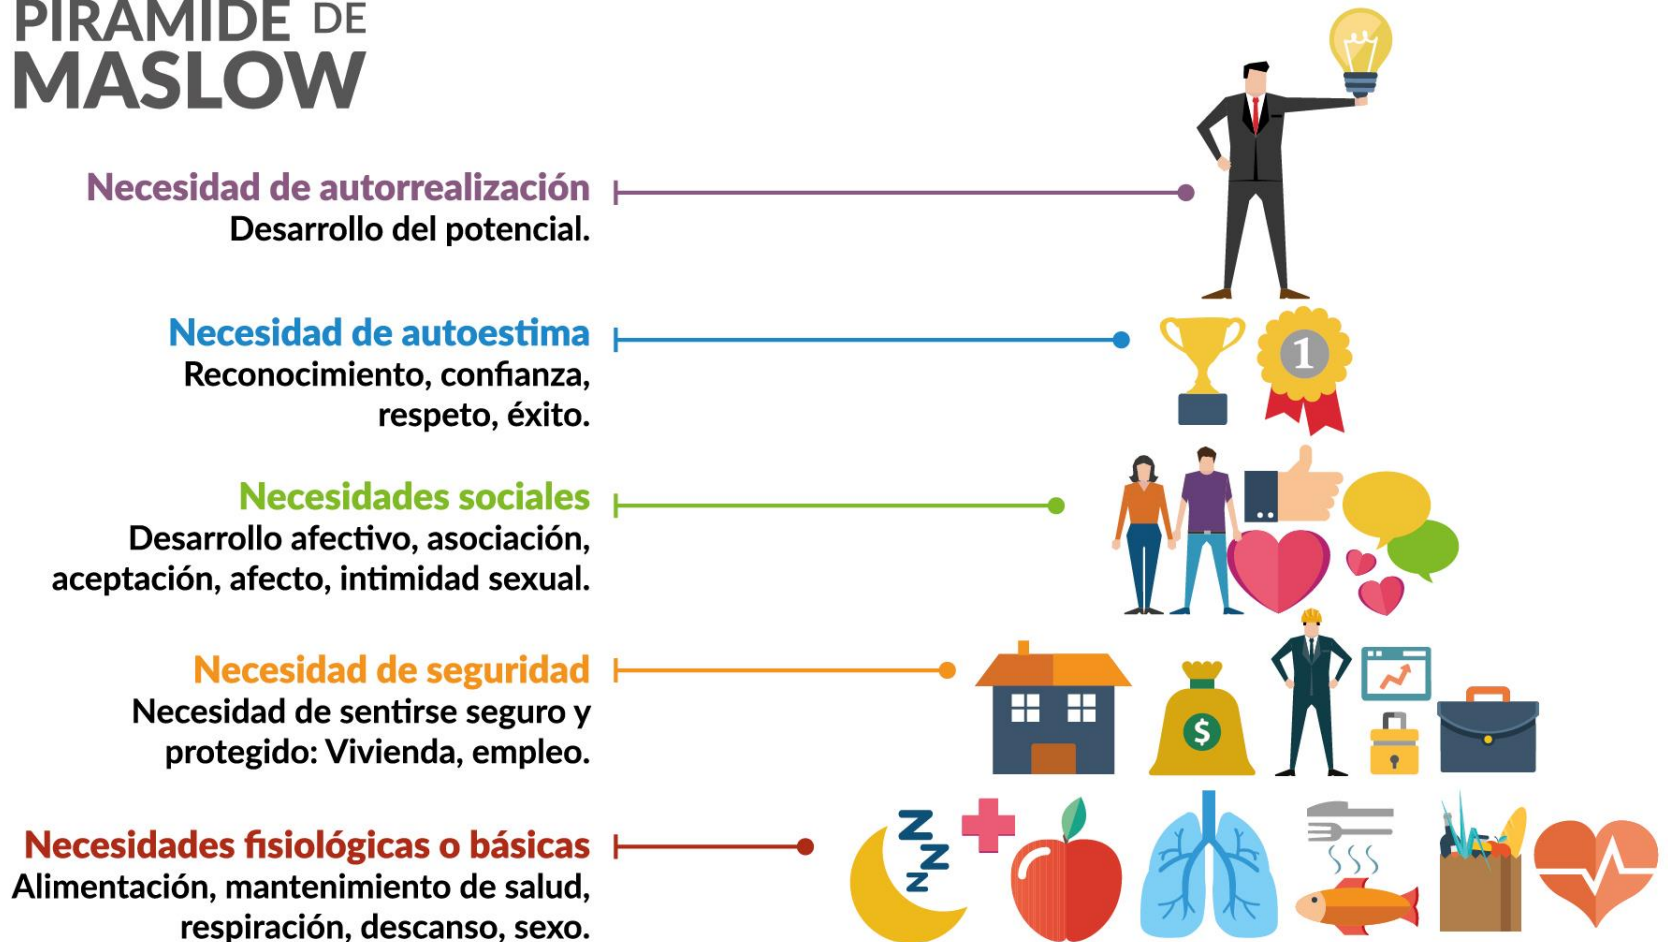 PIRÁMIDE DE
MASLOW
Necesidad de autorrealización
Desarrollo del potencial.
Necesidad de autoestima
Reconocimiento, confianza,
respeto, éxito.
1
Necesidades sociales
Desarrollo afectivo, asociación,
aceptación, afecto, intimidad sexual.
Necesidad de seguridad
Necesidad de sentirse seguro y
protegido: Vivienda, empleo.
$
Necesidades fisiológicas o básicas
Alimentación, mantenimiento de salud,
respiración, descanso, sexo.
N
N
N